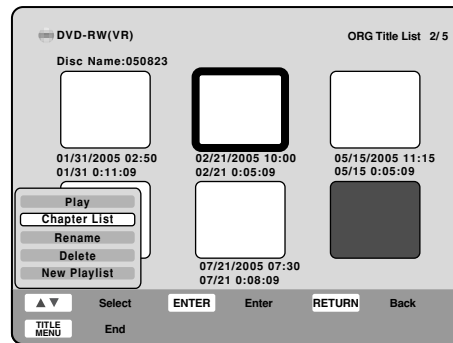 DVD-RW(VR)
ORG Title List 2/ 5
Disc Name:050823
01/31/2005 02:50
01/31 0:11:09
02/21/2005 10:00
02/21 0:05:09
05/15/2005 11:15
05/15 0:05:09
Play
Chapter List
Rename
Delete
New Playlist
07/21/2005 07:30
07/21 0:08:09
▲ ▼ Select ENTER Enter RETURN Back
TITLE
MENU
End